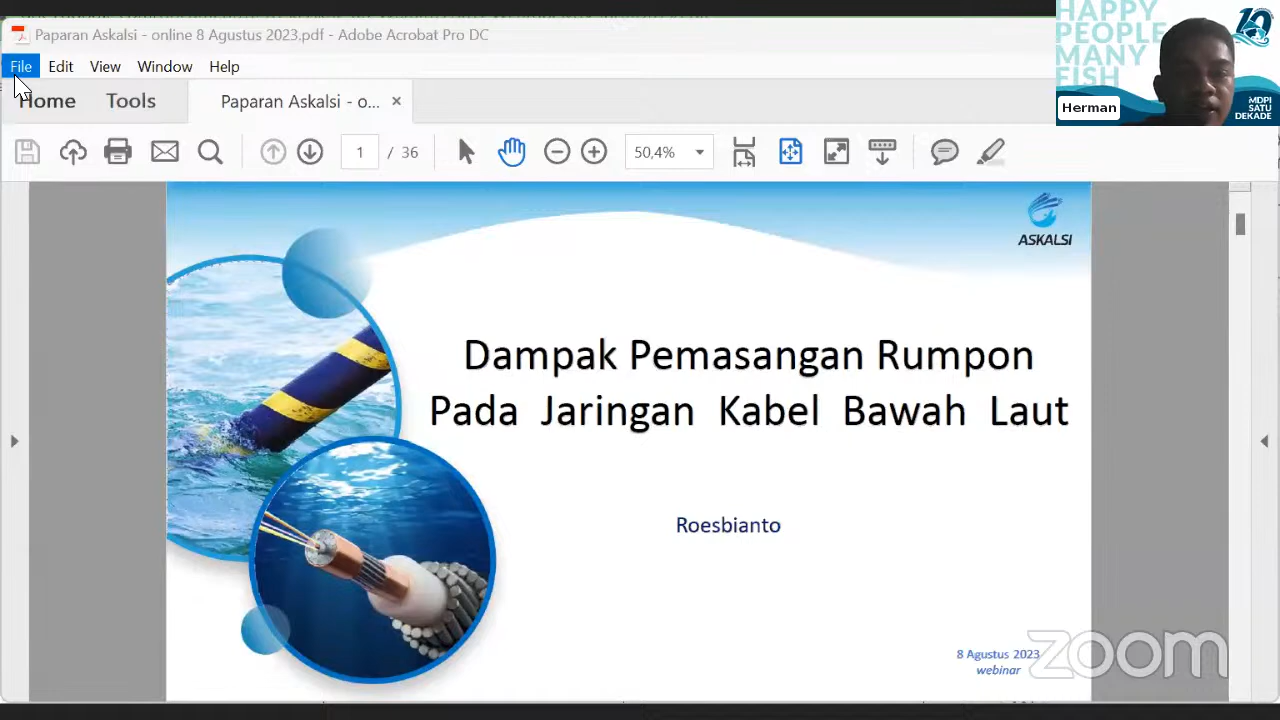 Paparan Askalsi - online 8 Agustus 2023.pdf - Adobe Acrobat Pro DC
File Edit View Window Help
Home Tools Paparan Askalsi - o... ×
1 / 36 50,4%
HAPPY
PEOPLE
MANY
FISH
10
Herman
MDPI
SATU
DEKADE
ASKALSI
Dampak Pemasangan Rumpon
Pada Jaringan Kabel Bawah Laut
Roesbianto
8 Agustus 2023
webinar
zoom